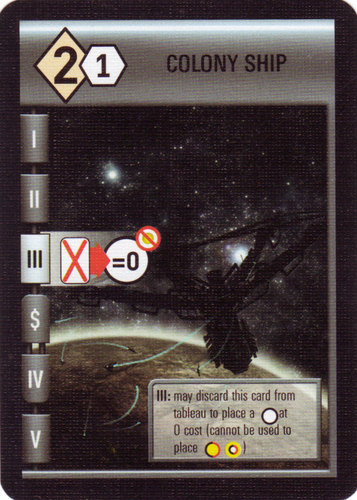 2 1 COLONY SHIP
I
II
III =0
$
IV
V
III: may discard this card from
tableau to place a at
0 cost (cannot be used to
place )